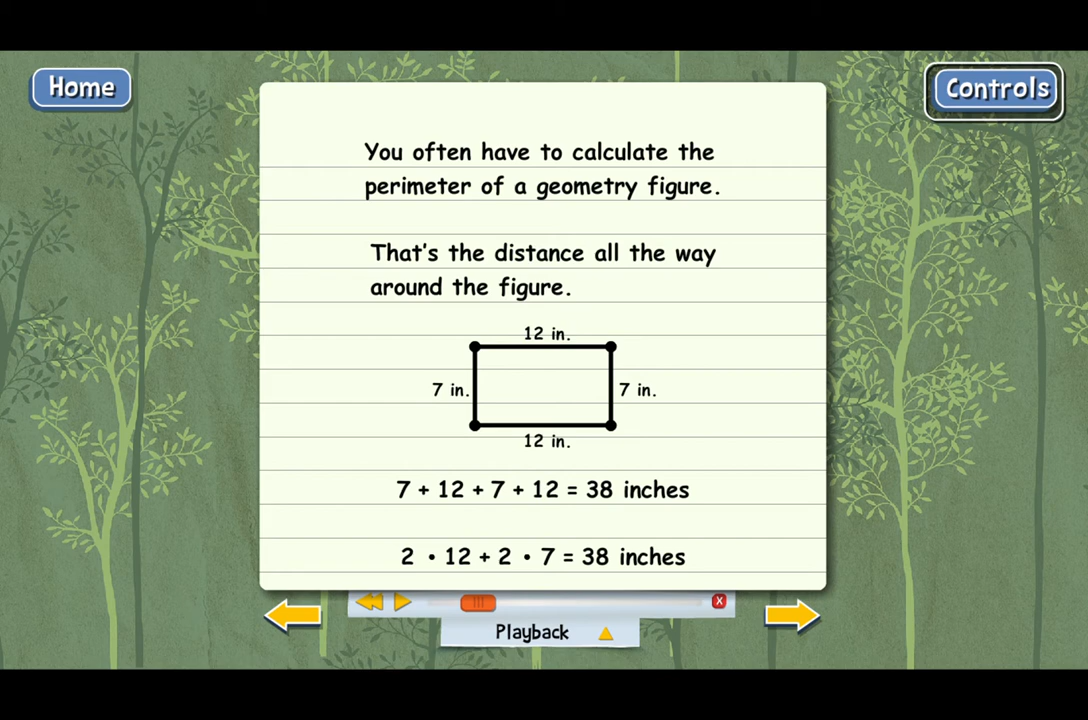 Home
Controls
You often have to calculate the
perimeter of a geometry figure.
That's the distance all the way
around the figure.
12 in.
7 in.
7 in.
12 in.
7 + 12 + 7 + 12 = 38 inches
2 • 12 + 2 • 7 = 38 inches
X
Playback